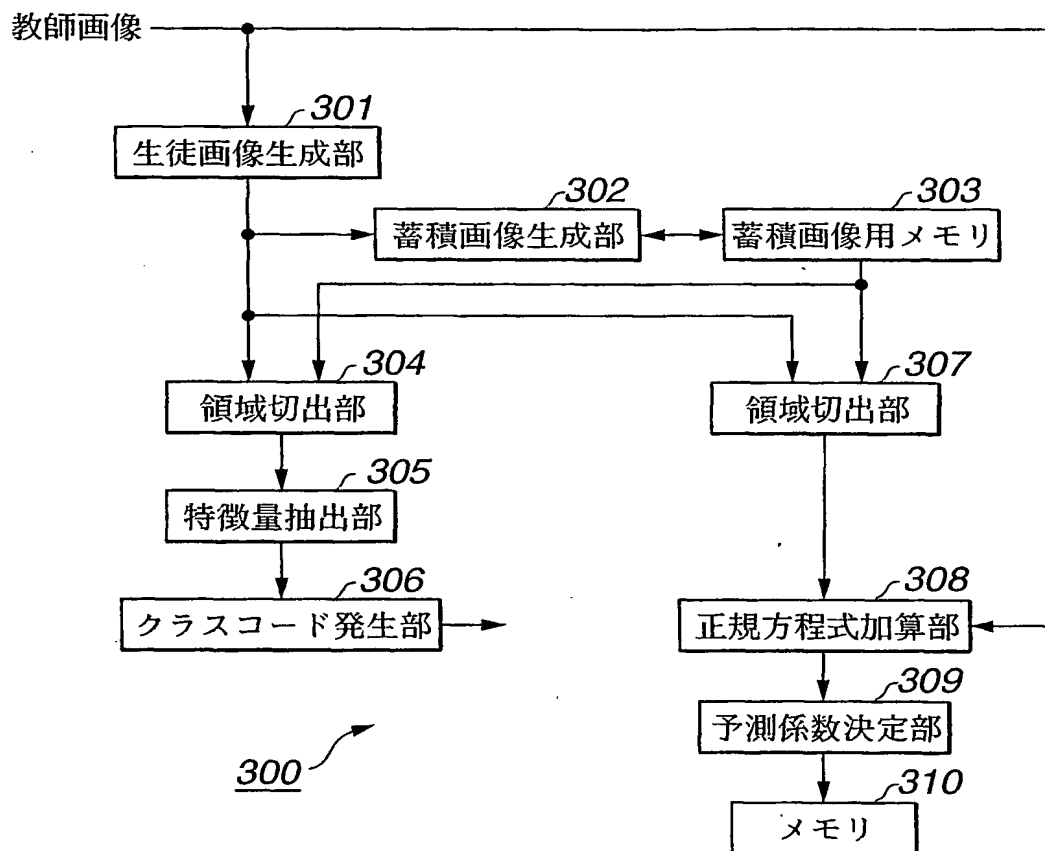 教師画像
301
生徒画像生成部
302
蓄積画像生成部
303
蓄積画像用メモリ
304
領域切出部
307
領域切出部
305
特徴量抽出部
306
クラスコード発生部
308
正規方程式加算部
309
予測係数決定部
300
310
メモリ